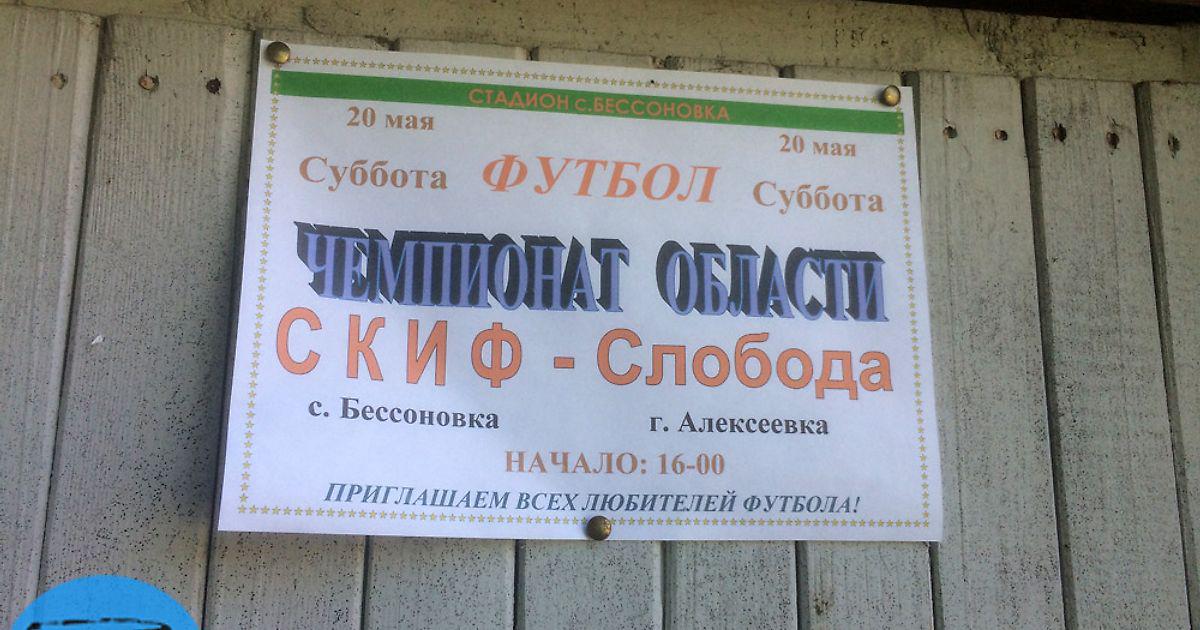 СТАДИОН с.БЕССОНОВКА
20 мая 20 мая
Суббота ФУТБОЛ Суббота
ЧЕМПИОНАТ ОБЛАСТИ
СКИФ - Слобода
с. Бессоновка г. Алексеевка
НАЧАЛО: 16-00
ПРИГЛАШАЕМ ВСЕХ ЛЮБИТЕЛЕЙ ФУТБОЛА!